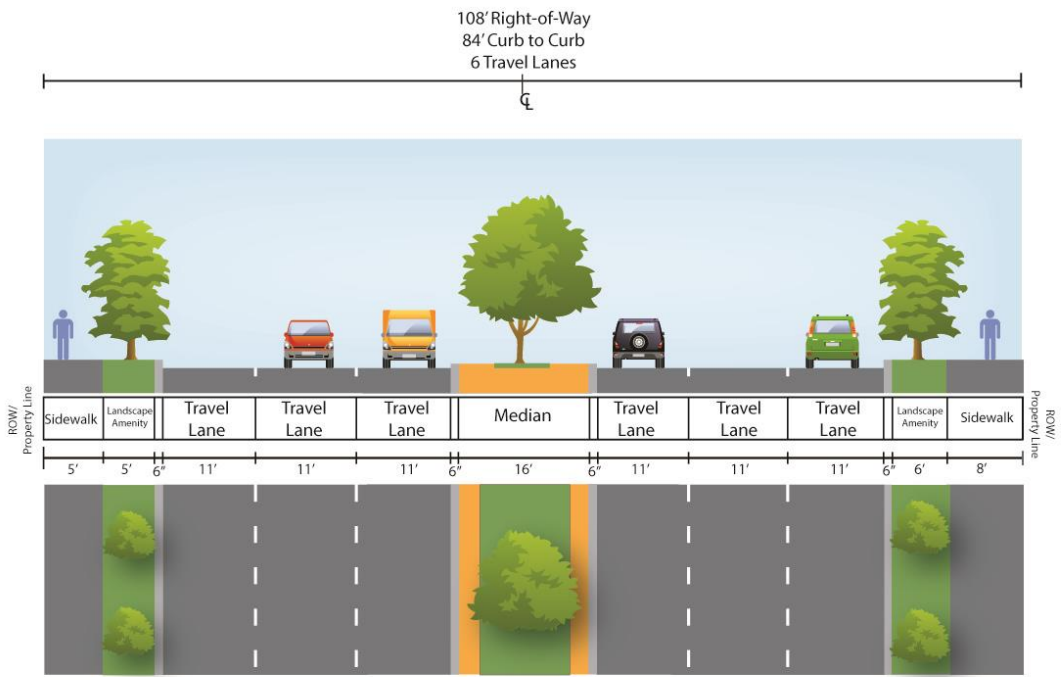 108' Right-of-Way
84' Curb to Curb
6 Travel Lanes
℄
ROW/
Property Line
Sidewalk
Landscape
Amenity
Travel
Lane
Travel
Lane
Travel
Lane
Median
Travel
Lane
Travel
Lane
Travel
Lane
Landscape
Amenity
Sidewalk
ROW/
Property Line
5' 5' 6" 11' 11' 11' 6" 16' 6" 11' 11' 11' 6" 6' 8'